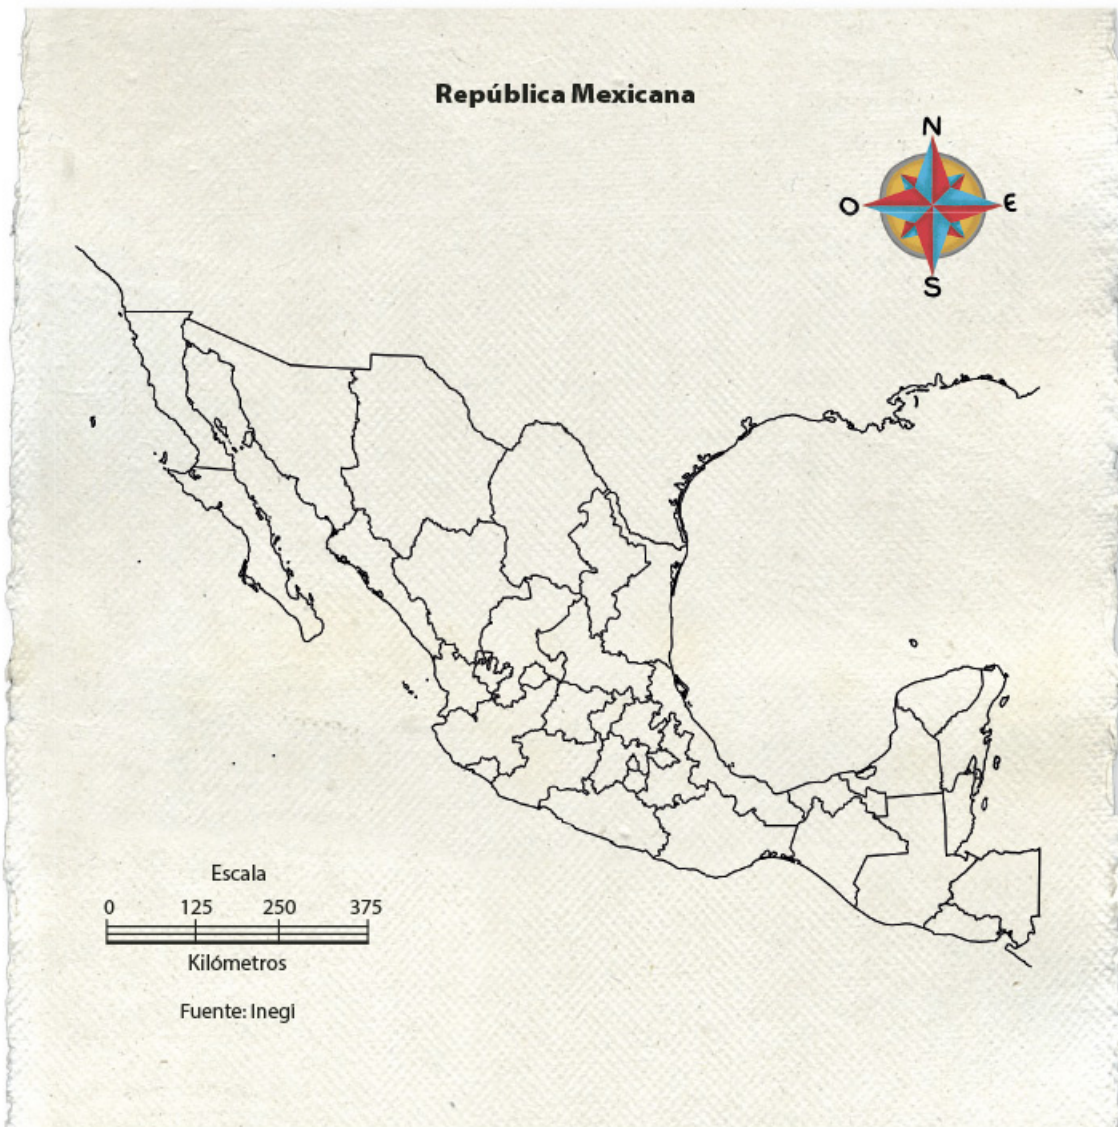 República Mexicana
N
O
E
S
Escala
0 125 250 375
Kilómetros
Fuente: Inegi